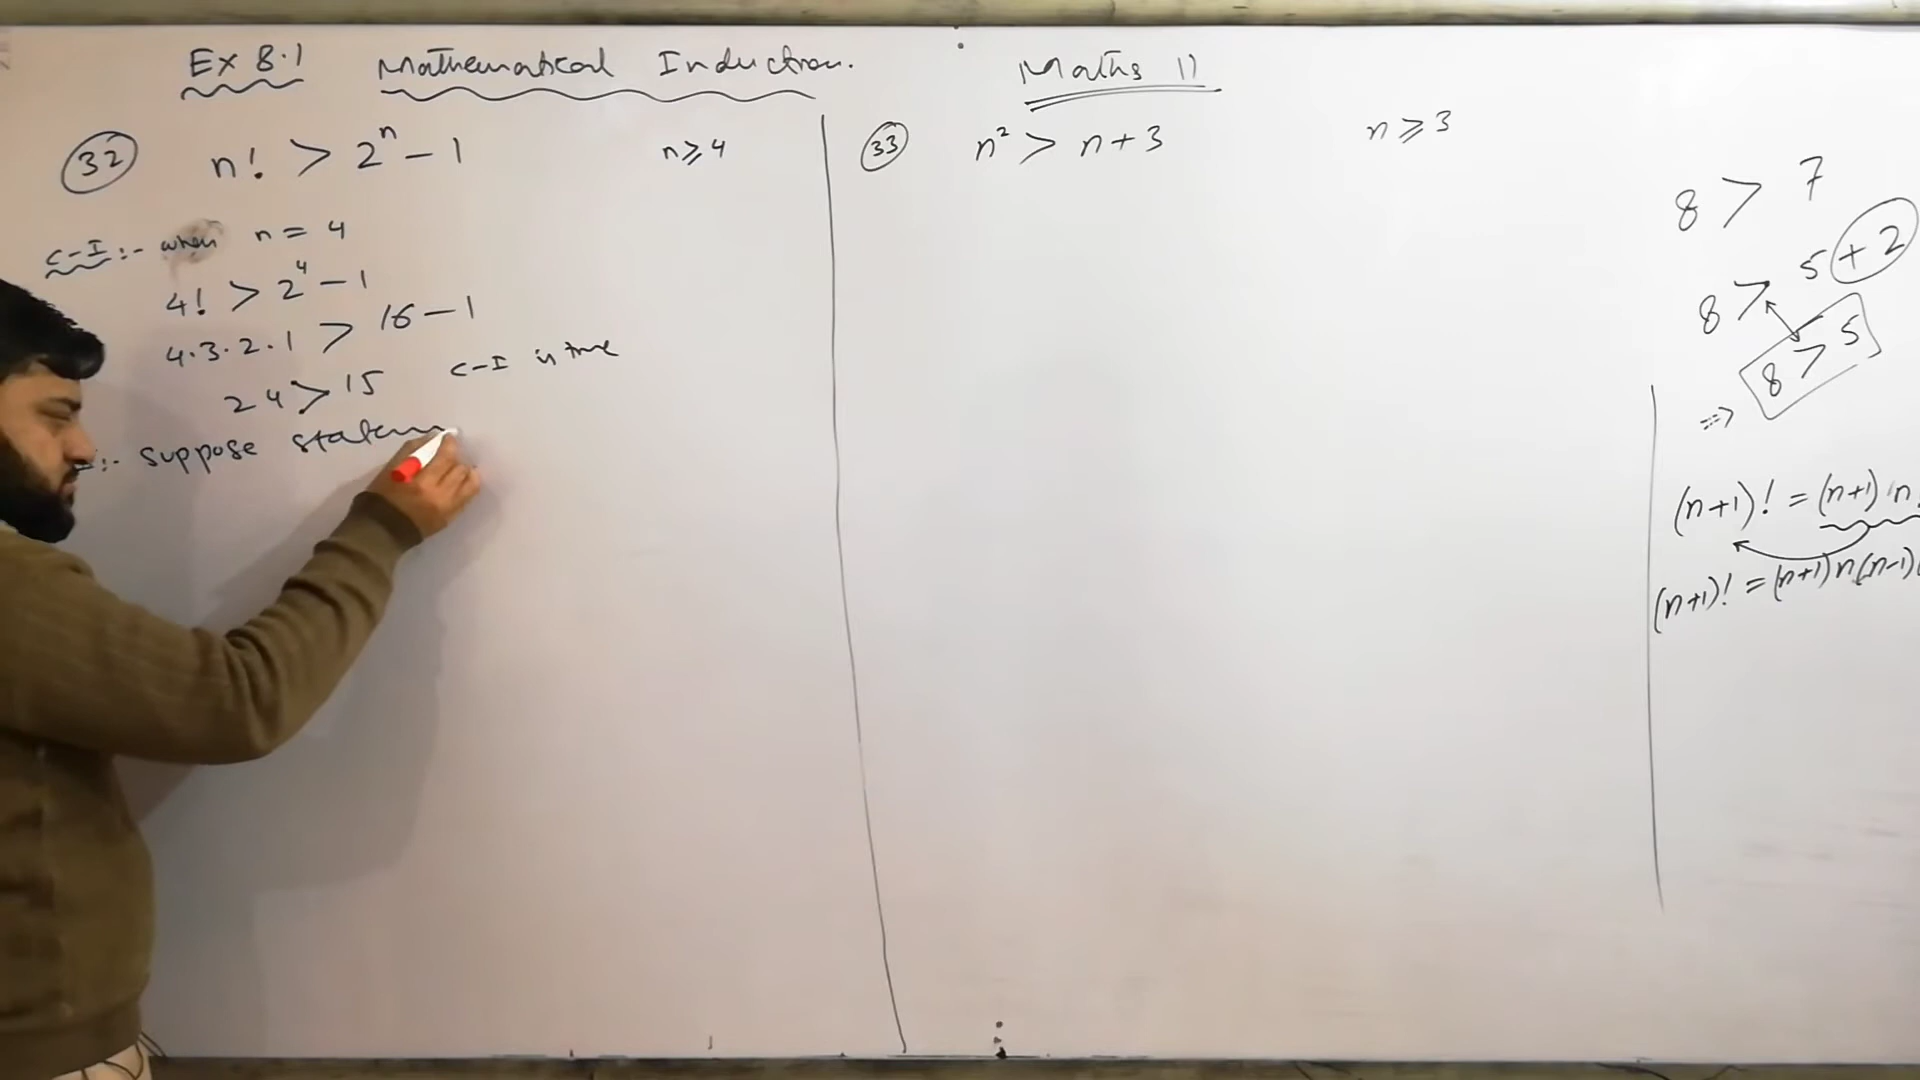 Ex 8.1 Mathematical Induction. Maths 11
32 n! > 2ⁿ - 1 n ⩾ 4
C-I :- when n = 4
4! > 2⁴ - 1
4.3.2.1 > 16 - 1
24 > 15 C-I is true
:- suppose statem
33 n² > n + 3 n ⩾ 3
8 > 7
8 > 5 + 2
⇒ 8 > 5
(n+1)! = (n+1) n!
(n+1)! = (n+1) n (n-1) (